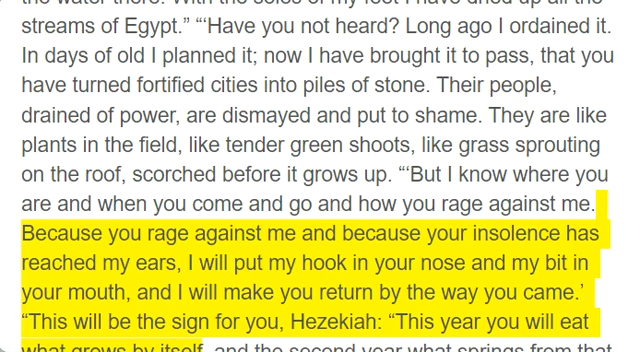 the water there. With the soles of my feet I have dried up all the
streams of Egypt.” “‘Have you not heard? Long ago I ordained it.
In days of old I planned it; now I have brought it to pass, that you
have turned fortified cities into piles of stone. Their people,
drained of power, are dismayed and put to shame. They are like
plants in the field, like tender green shoots, like grass sprouting
on the roof, scorched before it grows up. “‘But I know where you
are and when you come and go and how you rage against me.
Because you rage against me and because your insolence has
reached my ears, I will put my hook in your nose and my bit in
your mouth, and I will make you return by the way you came.’
“This will be the sign for you, Hezekiah: “This year you will eat
what grows by itself, and the second year what springs from that